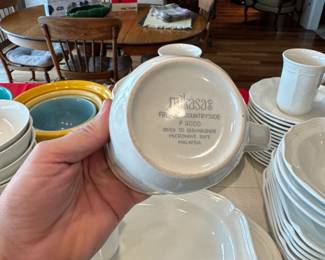 mikasa®
FRENCH COUNTRYSIDE
F 9000
OVEN TO DISHWASHER
MICROWAVE SAFE
MALAYSIA